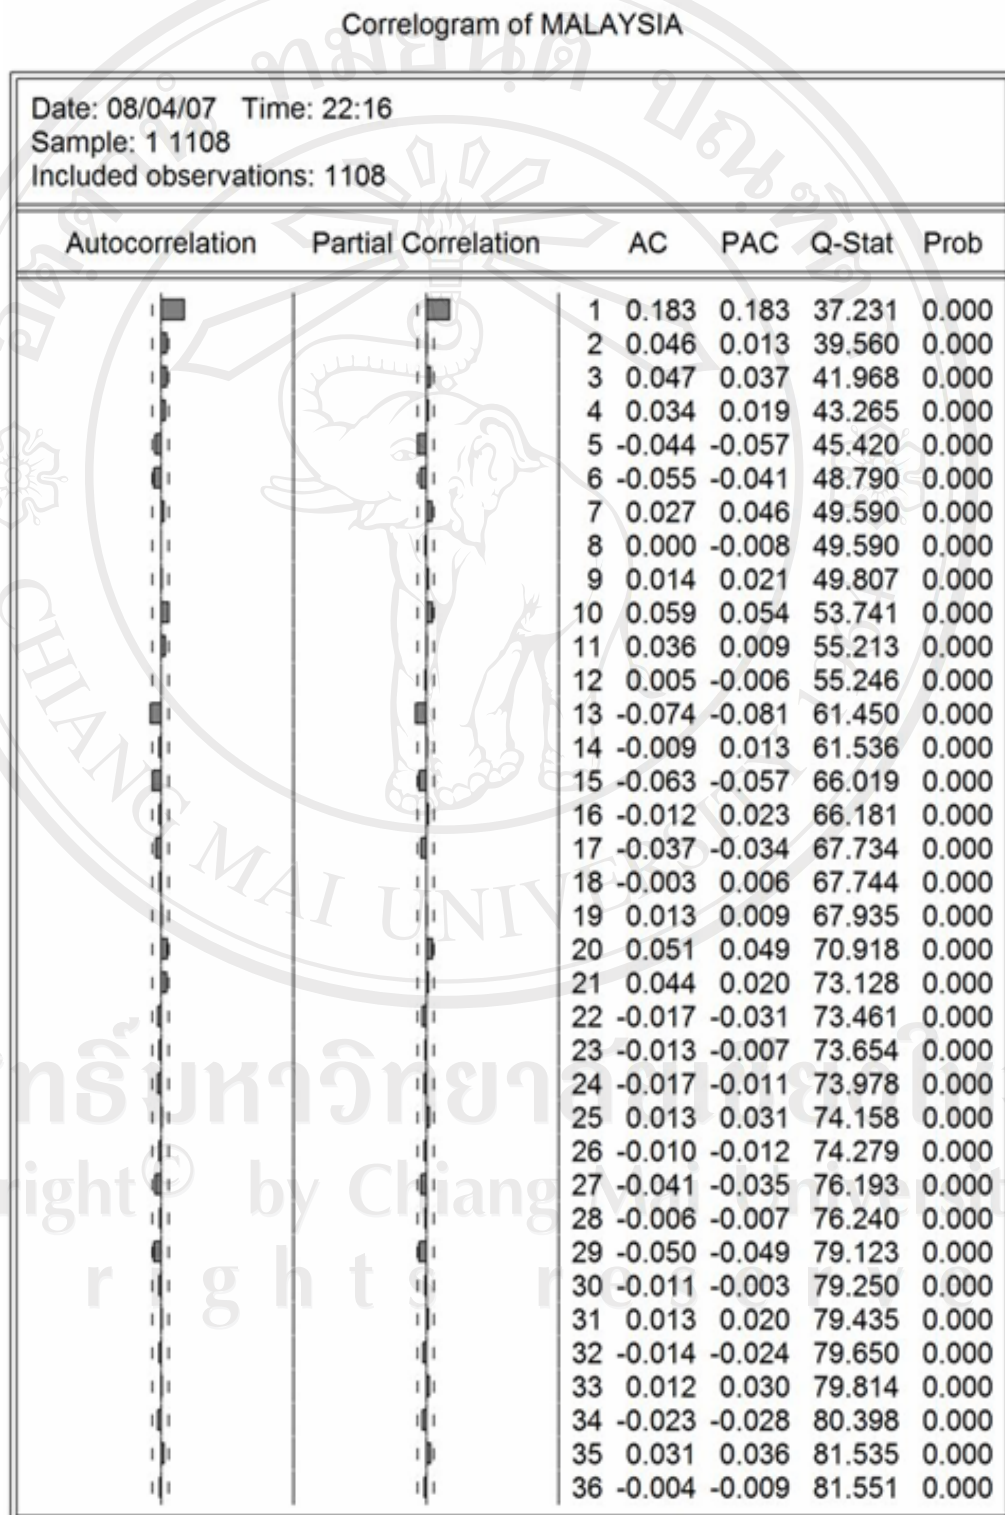 Correlogram of MALAYSIA
Date: 08/04/07 Time: 22:16
Sample: 1 1108
Included observations: 1108
Autocorrelation Partial Correlation AC PAC Q-Stat Prob
1 0.183 0.183 37.231 0.000
2 0.046 0.013 39.560 0.000
3 0.047 0.037 41.968 0.000
4 0.034 0.019 43.265 0.000
5 -0.044 -0.057 45.420 0.000
6 -0.055 -0.041 48.790 0.000
7 0.027 0.046 49.590 0.000
8 0.000 -0.008 49.590 0.000
9 0.014 0.021 49.807 0.000
10 0.059 0.054 53.741 0.000
11 0.036 0.009 55.213 0.000
12 0.005 -0.006 55.246 0.000
13 -0.074 -0.081 61.450 0.000
14 -0.009 0.013 61.536 0.000
15 -0.063 -0.057 66.019 0.000
16 -0.012 0.023 66.181 0.000
17 -0.037 -0.034 67.734 0.000
18 -0.003 0.006 67.744 0.000
19 0.013 0.009 67.935 0.000
20 0.051 0.049 70.918 0.000
21 0.044 0.020 73.128 0.000
22 -0.017 -0.031 73.461 0.000
23 -0.013 -0.007 73.654 0.000
24 -0.017 -0.011 73.978 0.000
25 0.013 0.031 74.158 0.000
26 -0.010 -0.012 74.279 0.000
27 -0.041 -0.035 76.193 0.000
28 -0.006 -0.007 76.240 0.000
29 -0.050 -0.049 79.123 0.000
30 -0.011 -0.003 79.250 0.000
31 0.013 0.020 79.435 0.000
32 -0.014 -0.024 79.650 0.000
33 0.012 0.030 79.814 0.000
34 -0.023 -0.028 80.398 0.000
35 0.031 0.036 81.535 0.000
36 -0.004 -0.009 81.551 0.000
CHIANG MAI UNIVERSITY
right © by Chiang Mai Universit
rights reserve